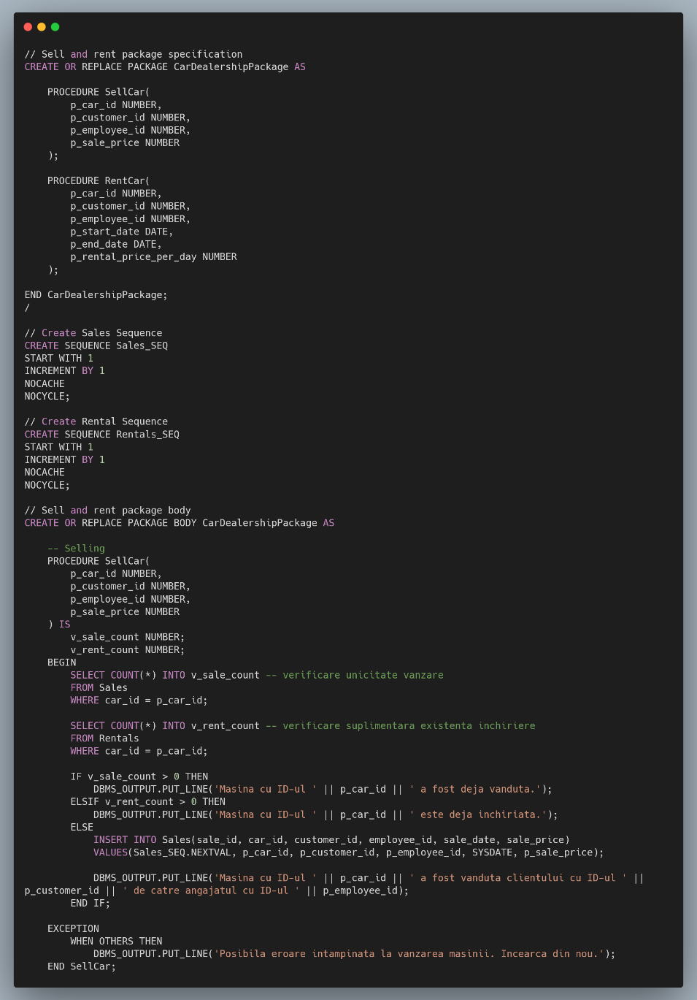 // Sell and rent package specification
CREATE OR REPLACE PACKAGE CarDealershipPackage AS

    PROCEDURE SellCar(
        p_car_id NUMBER,
        p_customer_id NUMBER,
        p_employee_id NUMBER,
        p_sale_price NUMBER
    );

    PROCEDURE RentCar(
        p_car_id NUMBER,
        p_customer_id NUMBER,
        p_employee_id NUMBER,
        p_start_date DATE,
        p_end_date DATE,
        p_rental_price_per_day NUMBER
    );

END CarDealershipPackage;
/

// Create Sales Sequence
CREATE SEQUENCE Sales_SEQ
START WITH 1
INCREMENT BY 1
NOCACHE
NOCYCLE;

// Create Rental Sequence
CREATE SEQUENCE Rentals_SEQ
START WITH 1
INCREMENT BY 1
NOCACHE
NOCYCLE;

// Sell and rent package body
CREATE OR REPLACE PACKAGE BODY CarDealershipPackage AS

    -- Selling
    PROCEDURE SellCar(
        p_car_id NUMBER,
        p_customer_id NUMBER,
        p_employee_id NUMBER,
        p_sale_price NUMBER
    ) IS
        v_sale_count NUMBER;
        v_rent_count NUMBER;
    BEGIN
        SELECT COUNT(*) INTO v_sale_count -- verificare unicitate vanzare
        FROM Sales
        WHERE car_id = p_car_id;

        SELECT COUNT(*) INTO v_rent_count -- verificare suplimentara existenta inchiriere
        FROM Rentals
        WHERE car_id = p_car_id;

        IF v_sale_count > 0 THEN
            DBMS_OUTPUT.PUT_LINE('Masina cu ID-ul ' || p_car_id || ' a fost deja vanduta.');
        ELSIF v_rent_count > 0 THEN
            DBMS_OUTPUT.PUT_LINE('Masina cu ID-ul ' || p_car_id || ' este deja inchiriata.');
        ELSE
            INSERT INTO Sales(sale_id, car_id, customer_id, employee_id, sale_date, sale_price)
            VALUES(Sales_SEQ.NEXTVAL, p_car_id, p_customer_id, p_employee_id, SYSDATE, p_sale_price);

            DBMS_OUTPUT.PUT_LINE('Masina cu ID-ul ' || p_car_id || ' a fost vanduta clientului cu ID-ul ' ||
p_customer_id || ' de catre angajatul cu ID-ul ' || p_employee_id);
        END IF;

    EXCEPTION
        WHEN OTHERS THEN
            DBMS_OUTPUT.PUT_LINE('Posibila eroare intampinata la vanzarea masinii. Incearca din nou.');
    END SellCar;